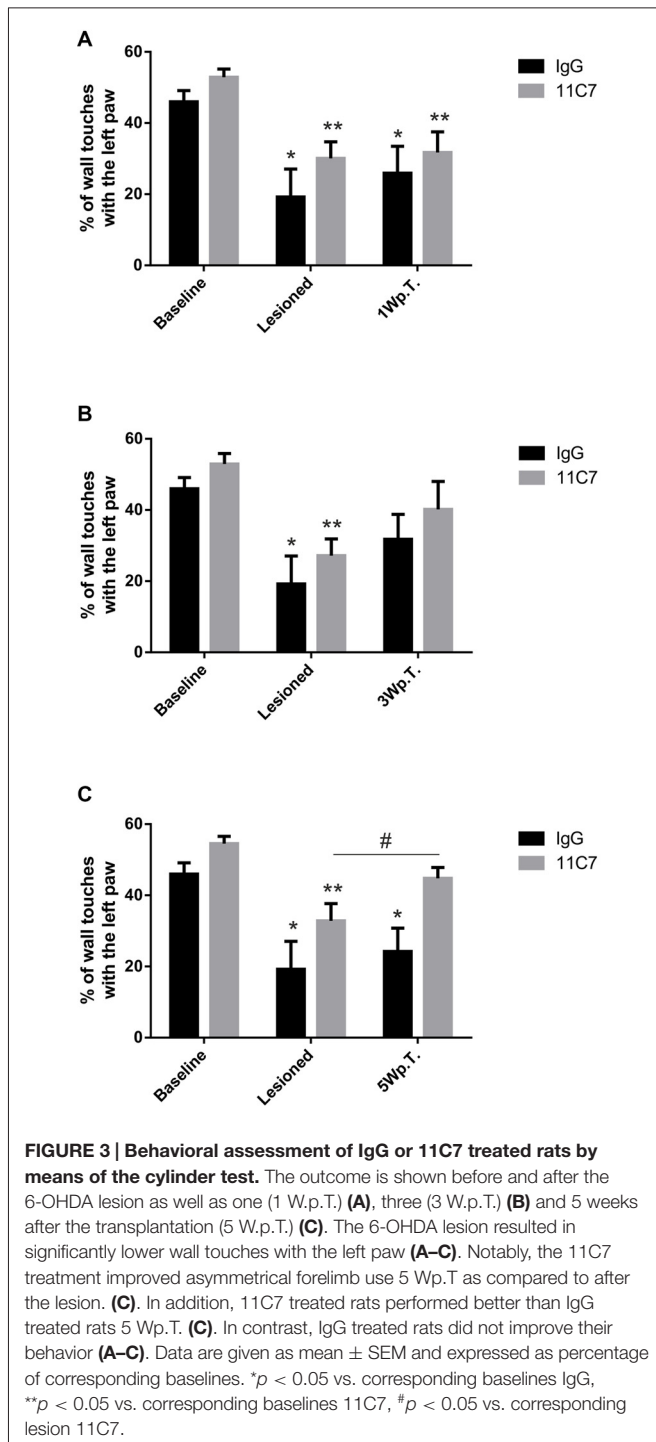 A
60
40
20
0
% of wall touches
with the left paw
IgG
11C7
*
**
*
**
Baseline
Lesioned
1Wp.T.
B
60
40
20
0
% of wall touches
with the left paw
IgG
11C7
*
**
Baseline
Lesioned
3Wp.T.
C
60
40
20
0
% of wall touches
with the left paw
IgG
11C7
#
*
**
*
Baseline
Lesioned
5Wp.T.
FIGURE 3 | Behavioral assessment of IgG or 11C7 treated rats by
means of the cylinder test. The outcome is shown before and after the
6-OHDA lesion as well as one (1 W.p.T.) (A), three (3 W.p.T.) (B) and 5 weeks
after the transplantation (5 W.p.T.) (C). The 6-OHDA lesion resulted in
significantly lower wall touches with the left paw (A–C). Notably, the 11C7
treatment improved asymmetrical forelimb use 5 Wp.T as compared to after
the lesion. (C). In addition, 11C7 treated rats performed better than IgG
treated rats 5 Wp.T. (C). In contrast, IgG treated rats did not improve their
behavior (A–C). Data are given as mean ± SEM and expressed as percentage
of corresponding baselines. *p < 0.05 vs. corresponding baselines IgG,
**p < 0.05 vs. corresponding baselines 11C7, #p < 0.05 vs. corresponding
lesion 11C7.